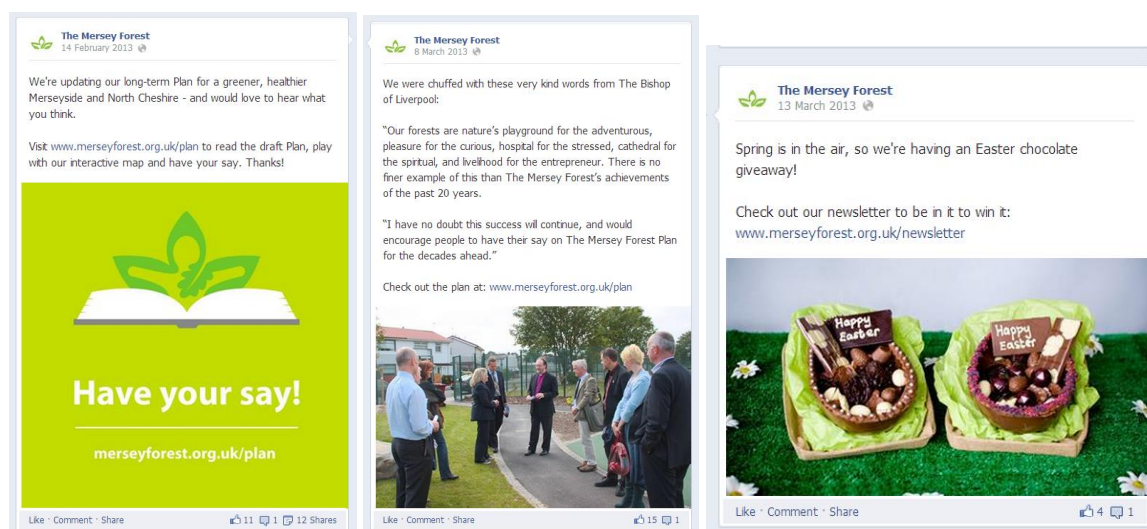 The Mersey Forest
14 February 2013
We're updating our long-term Plan for a greener, healthier
Merseyside and North Cheshire - and would love to hear what
you think.
Visit www.merseyforest.org.uk/plan to read the draft Plan, play
with our interactive map and have your say. Thanks!
Have your say!
merseyforest.org.uk/plan
Like · Comment · Share 11 1 12 Shares
The Mersey Forest
8 March 2013
We were chuffed with these very kind words from The Bishop
of Liverpool:
"Our forests are nature's playground for the adventurous,
pleasure for the curious, hospital for the stressed, cathedral for
the spiritual, and livelihood for the entrepreneur. There is no
finer example of this than The Mersey Forest's achievements
of the past 20 years.
"I have no doubt this success will continue, and would
encourage people to have their say on The Mersey Forest Plan
for the decades ahead."
Check out the plan at: www.merseyforest.org.uk/plan
Like · Comment · Share 15 1
The Mersey Forest
13 March 2013
Spring is in the air, so we're having an Easter chocolate
giveaway!
Check out our newsletter to be in it to win it:
www.merseyforest.org.uk/newsletter
Happy
Easter
HAPPY
EASTER
Like · Comment · Share 4 1